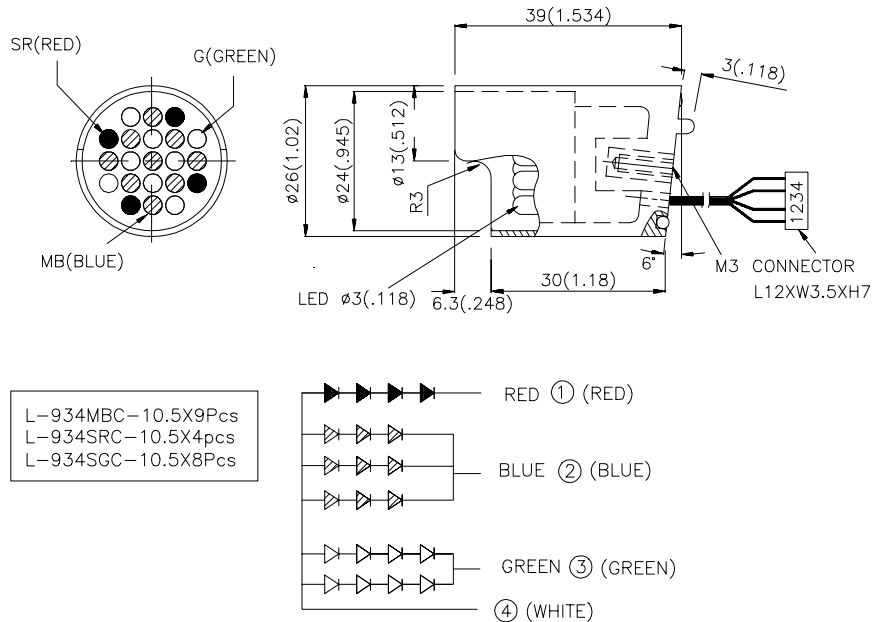 SR(RED)
G(GREEN)
MB(BLUE)
39(1.534)
3(.118)
ø26(1.02)
ø24(.945)
ø13(.512)
R3
LED ø3(.118)
6.3(.248)
30(1.18)
6°
M3
1234
CONNECTOR
L12XW3.5XH7
L-934MBC-10.5X9Pcs
L-934SRC-10.5X4pcs
L-934SGC-10.5X8Pcs
RED ① (RED)
BLUE ② (BLUE)
GREEN ③ (GREEN)
④ (WHITE)